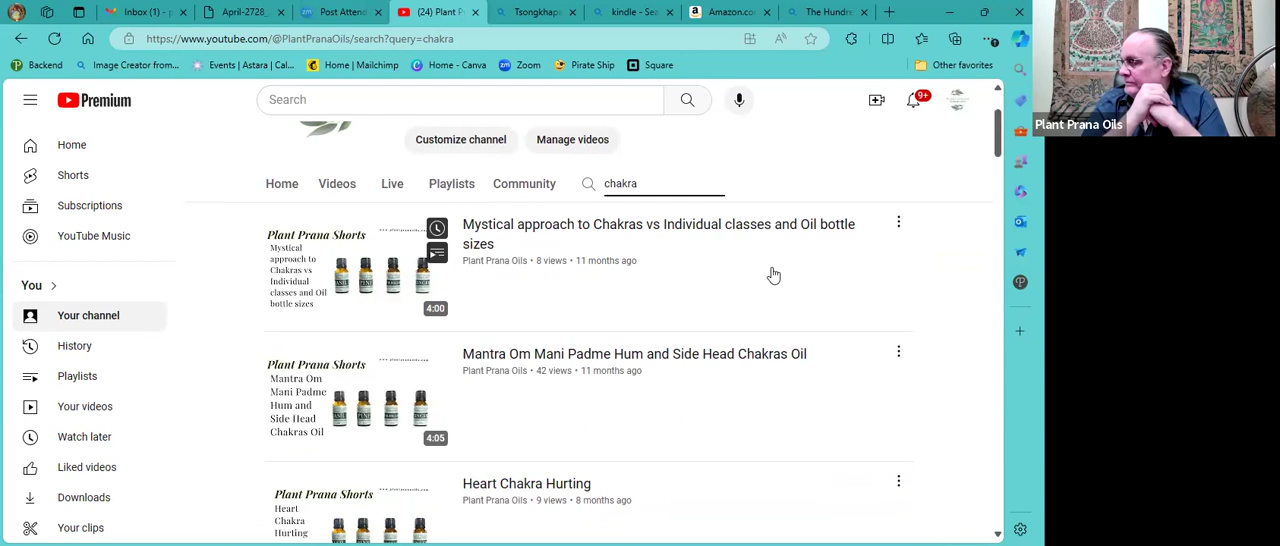 Inbox (1) - p
April-2728_
Post Attend
(24) Plant P
Tsongkhapa
kindle - Sea
Amazon.com
The Hundre
https://www.youtube.com/@PlantPranaOils/search?query=chakra
Backend
Image Creator from...
Events | Astara | Cal...
Home | Mailchimp
Home - Canva
Zoom
Pirate Ship
Square
Other favorites
Premium
Search
9+
Customize channel
Manage videos
Home
Videos
Live
Playlists
Community
chakra
Home
Shorts
Subscriptions
YouTube Music
You
Your channel
History
Playlists
Your videos
Watch later
Liked videos
Downloads
Your clips
Plant Prana Shorts
Mystical
approach to
Chakras vs
Individual
classes and Oil
bottle sizes
4:00
Mystical approach to Chakras vs Individual classes and Oil bottle
sizes
Plant Prana Oils • 8 views • 11 months ago
Plant Prana Shorts
Mantra Om
Mani Padme
Hum and
Side Head
Chakras Oil
4:05
Mantra Om Mani Padme Hum and Side Head Chakras Oil
Plant Prana Oils • 42 views • 11 months ago
Plant Prana Shorts
Heart
Chakra
Hurting
Heart Chakra Hurting
Plant Prana Oils • 9 views • 8 months ago
Plant Prana Oils